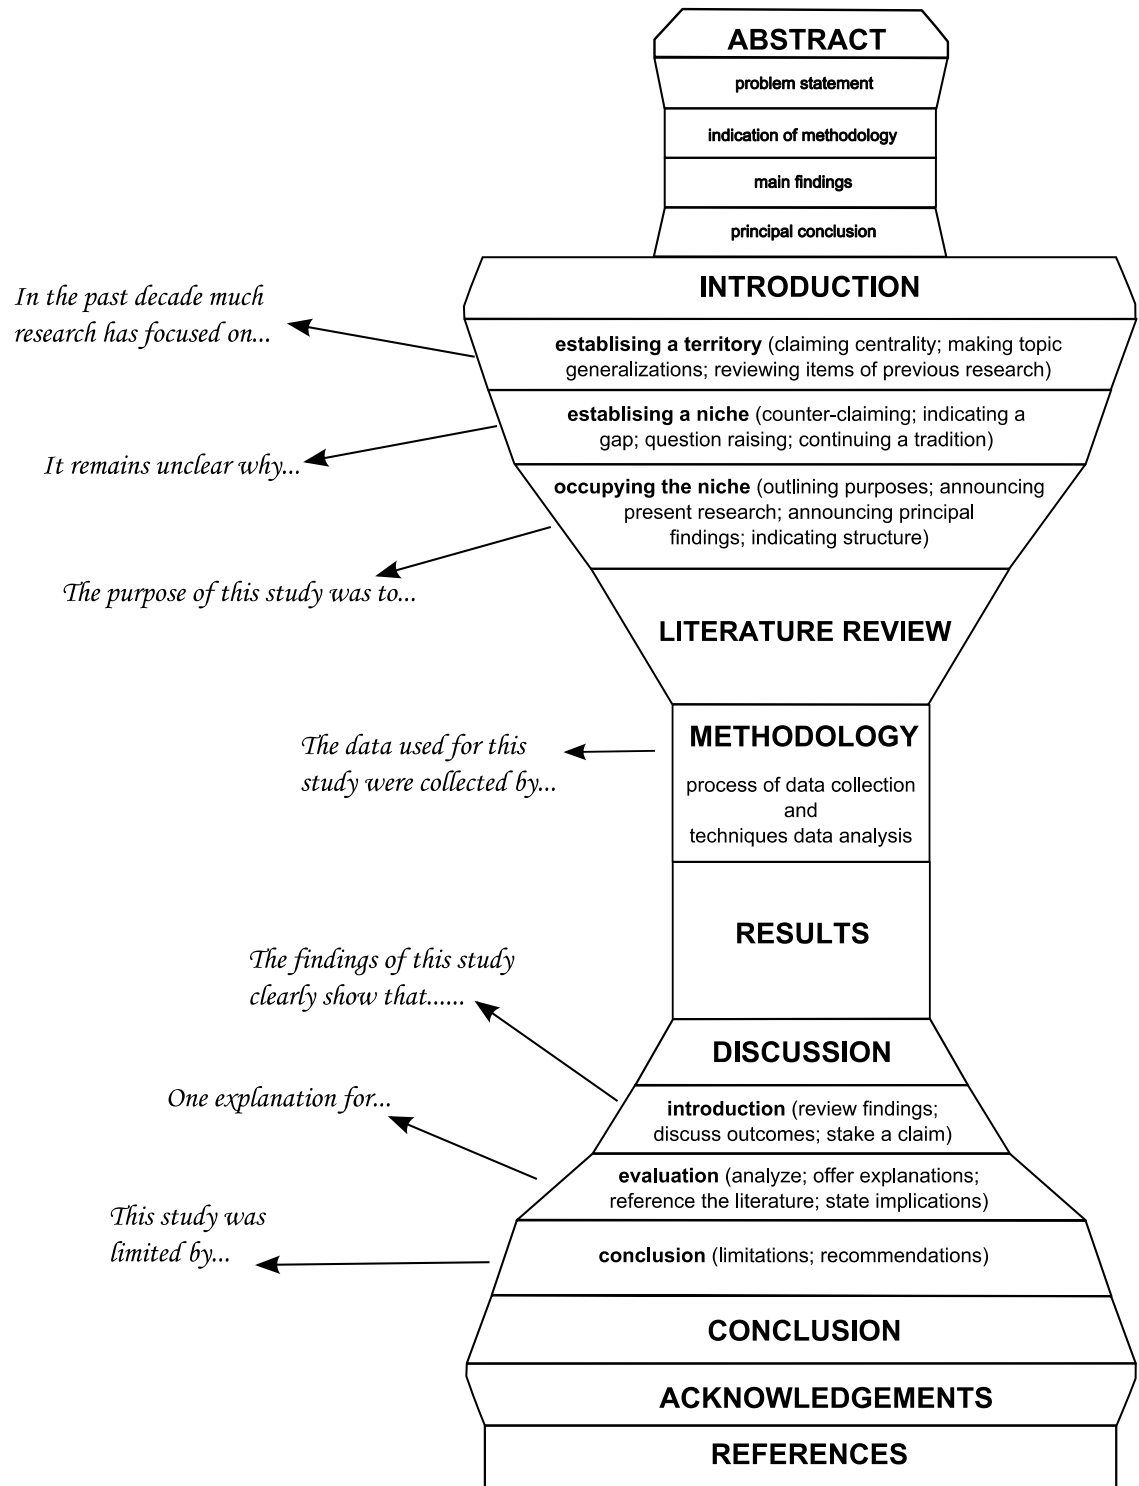 ABSTRACT
problem statement
indication of methodology
main findings
principal conclusion
INTRODUCTION
In the past decade much
research has focused on...
establising a territory (claiming centrality; making topic
generalizations; reviewing items of previous research)
establising a niche (counter-claiming; indicating a
gap; question raising; continuing a tradition)
It remains unclear why...
occupying the niche (outlining purposes; announcing
present research; announcing principal
findings; indicating structure)
The purpose of this study was to...
LITERATURE REVIEW
METHODOLOGY
The data used for this
study were collected by...
process of data collection
and
techniques data analysis
RESULTS
The findings of this study
clearly show that......
DISCUSSION
One explanation for...
introduction (review findings;
discuss outcomes; stake a claim)
evaluation (analyze; offer explanations;
reference the literature; state implications)
This study was
limited by...
conclusion (limitations; recommendations)
CONCLUSION
ACKNOWLEDGEMENTS
REFERENCES